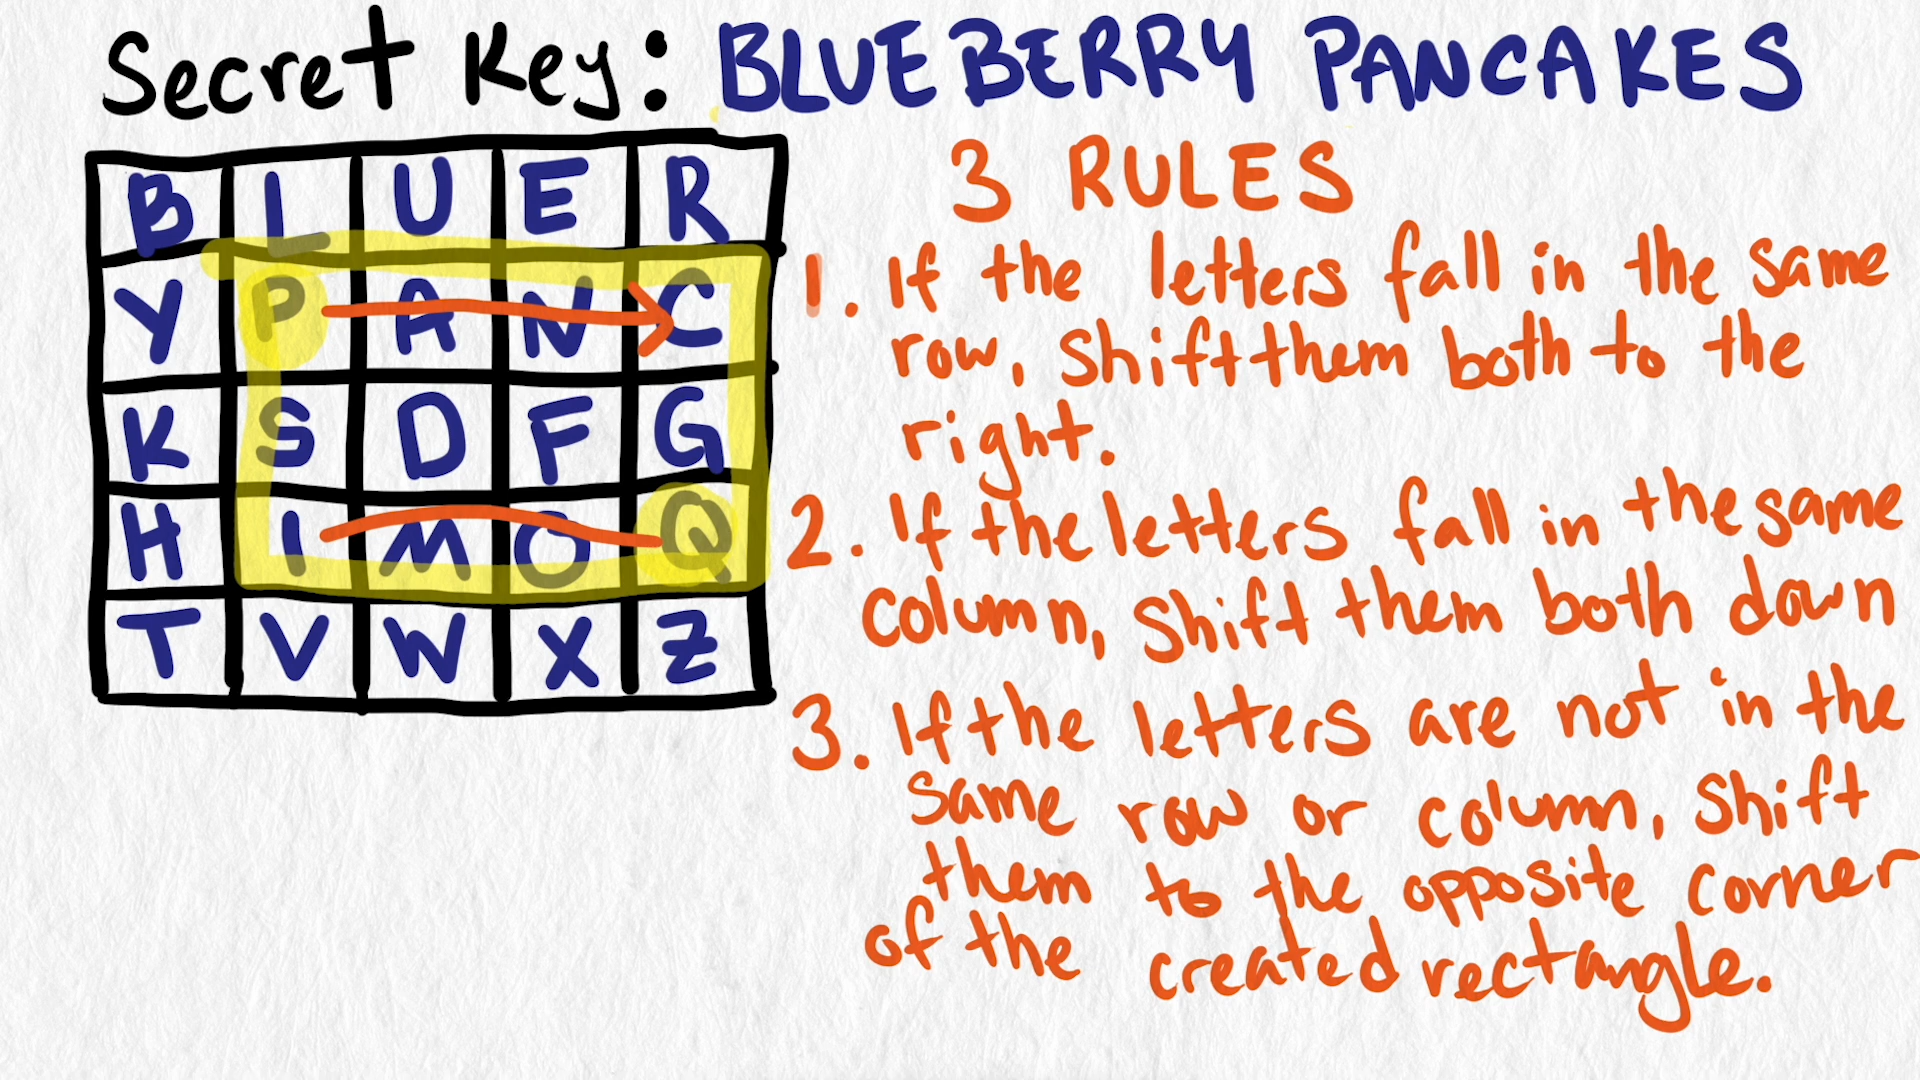 Secret Key: BLUEBERRY PANCAKES
B L U E R
Y P A N C
K S D F G
H I M O Q
T V W X Z
3 RULES
1. If the letters fall in the same
row, shift them both to the
right.
2. If the letters fall in the same
column, shift them both down
3. If the letters are not in the
same row or column, shift
them to the opposite corner
of the created rectangle.